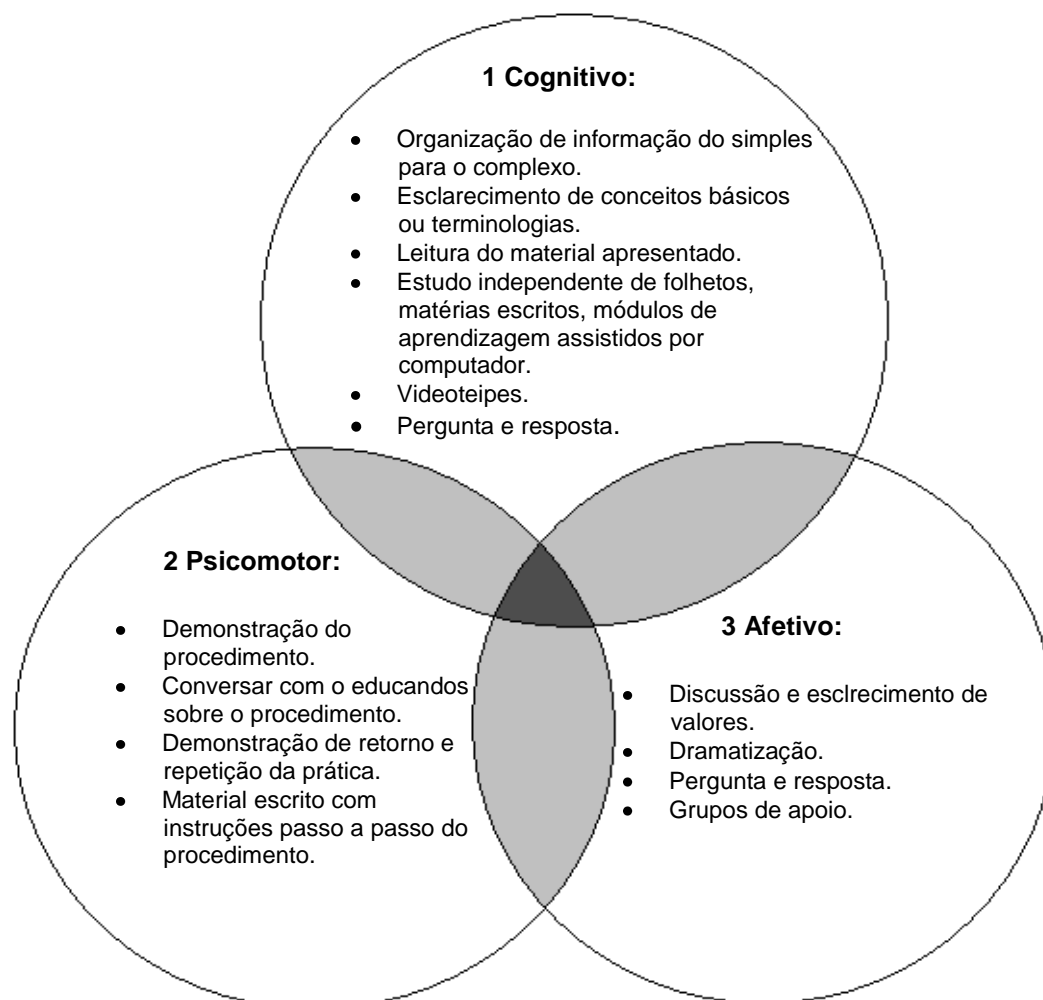 1 Cognitivo:
• Organização de informação do simples
para o complexo.
• Esclarecimento de conceitos básicos
ou terminologias.
• Leitura do material apresentado.
• Estudo independente de folhetos,
matérias escritos, módulos de
aprendizagem assistidos por
computador.
• Videoteipes.
• Pergunta e resposta.
2 Psicomotor:
• Demonstração do
procedimento.
• Conversar com o educandos
sobre o procedimento.
• Demonstração de retorno e
repetição da prática.
• Material escrito com
instruções passo a passo do
procedimento.
3 Afetivo:
• Discussão e esclrecimento de
valores.
• Dramatização.
• Pergunta e resposta.
• Grupos de apoio.